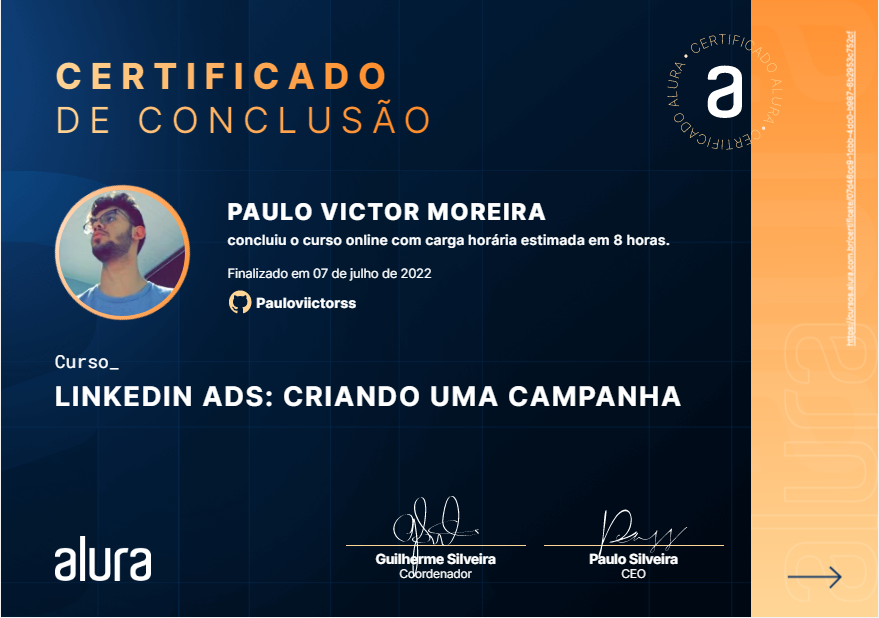 CERTIFICADO
DE CONCLUSÃO
CERTIFICADO ALURA • CERTIFICADO ALURA •
a
PAULO VICTOR MOREIRA
concluiu o curso online com carga horária estimada em 8 horas.
Finalizado em 07 de julho de 2022
Pauloviictorss
Curso_
LINKEDIN ADS: CRIANDO UMA CAMPANHA
alura
Guilherme Silveira
Coordenador
Paulo Silveira
CEO
alura